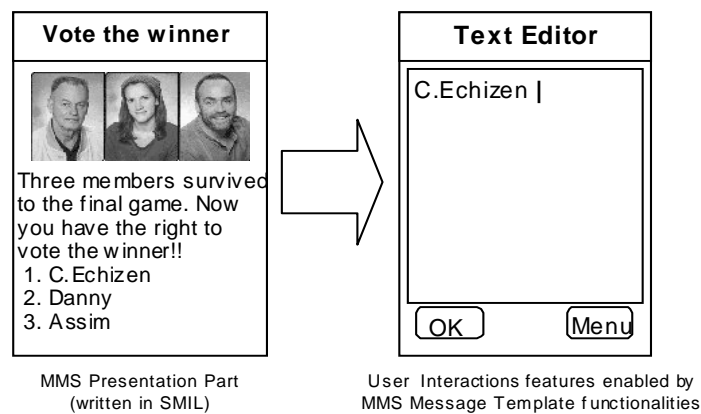 Vote the winner
Three members survived
to the final game. Now
you have the right to
vote the winner!!
1. C.Echizen
2. Danny
3. Assim
MMS Presentation Part
(written in SMIL)
Text Editor
C.Echizen
OK
Menu
User Interactions features enabled by
MMS Message Template functionalities